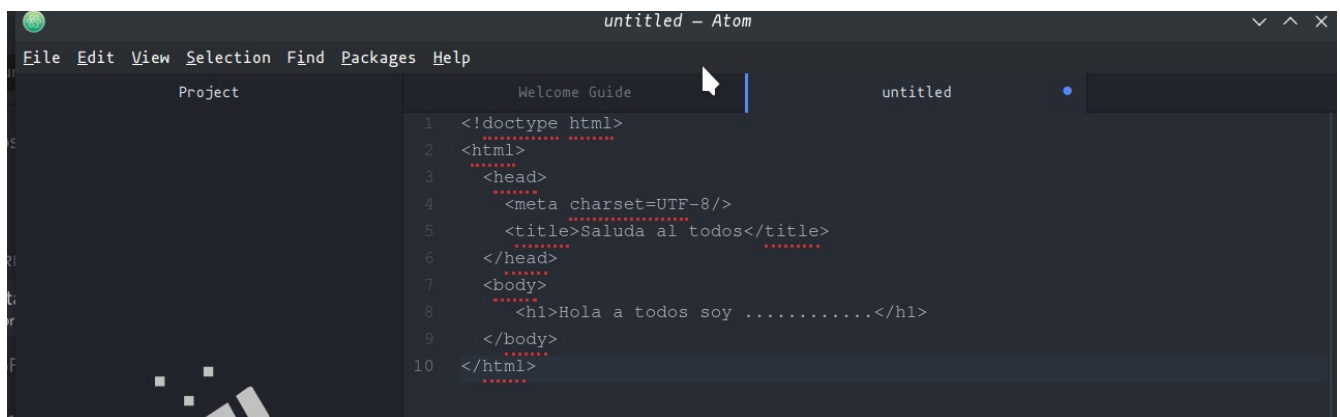 untitled — Atom
File Edit View Selection Find Packages Help
Project
Welcome Guide
untitled
1 <!doctype html>
2 <html>
3 <head>
4 <meta charset=UTF-8/>
5 <title>Saluda al todos</title>
6 </head>
7 <body>
8 <h1>Hola a todos soy ............</h1>
9 </body>
10 </html>